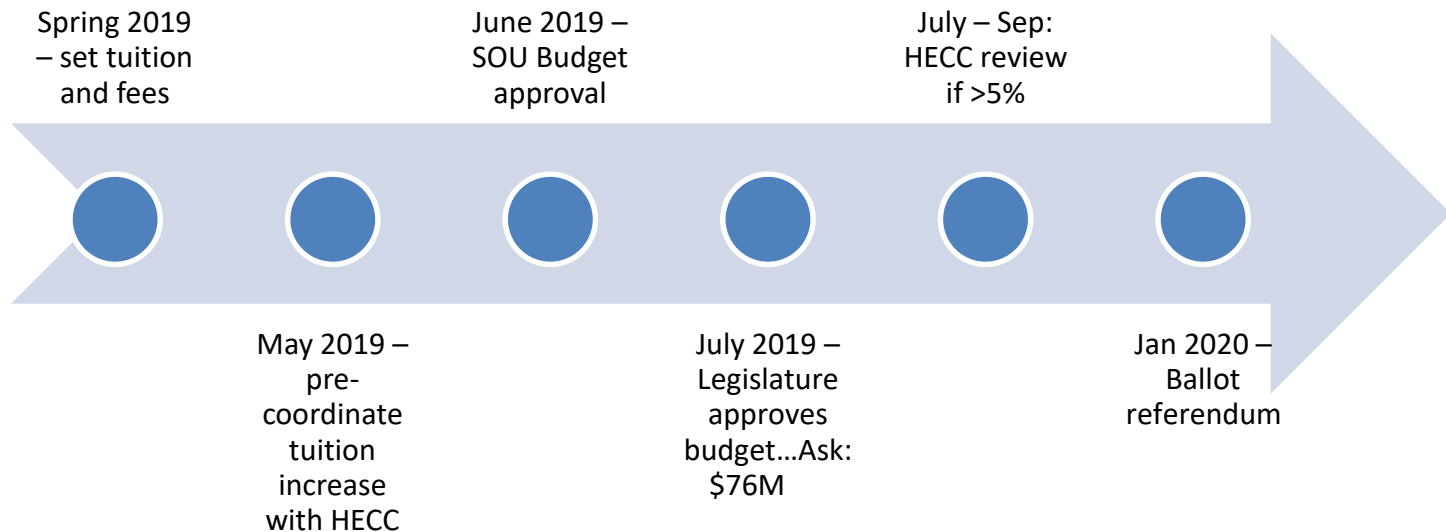 Spring 2019
– set tuition
and fees
May 2019 –
pre-
coordinate
tuition
increase
with HECC
June 2019 –
SOU Budget
approval
July 2019 –
Legislature
approves
budget…Ask:
$76M
July – Sep:
HECC review
if >5%
Jan 2020 –
Ballot
referendum